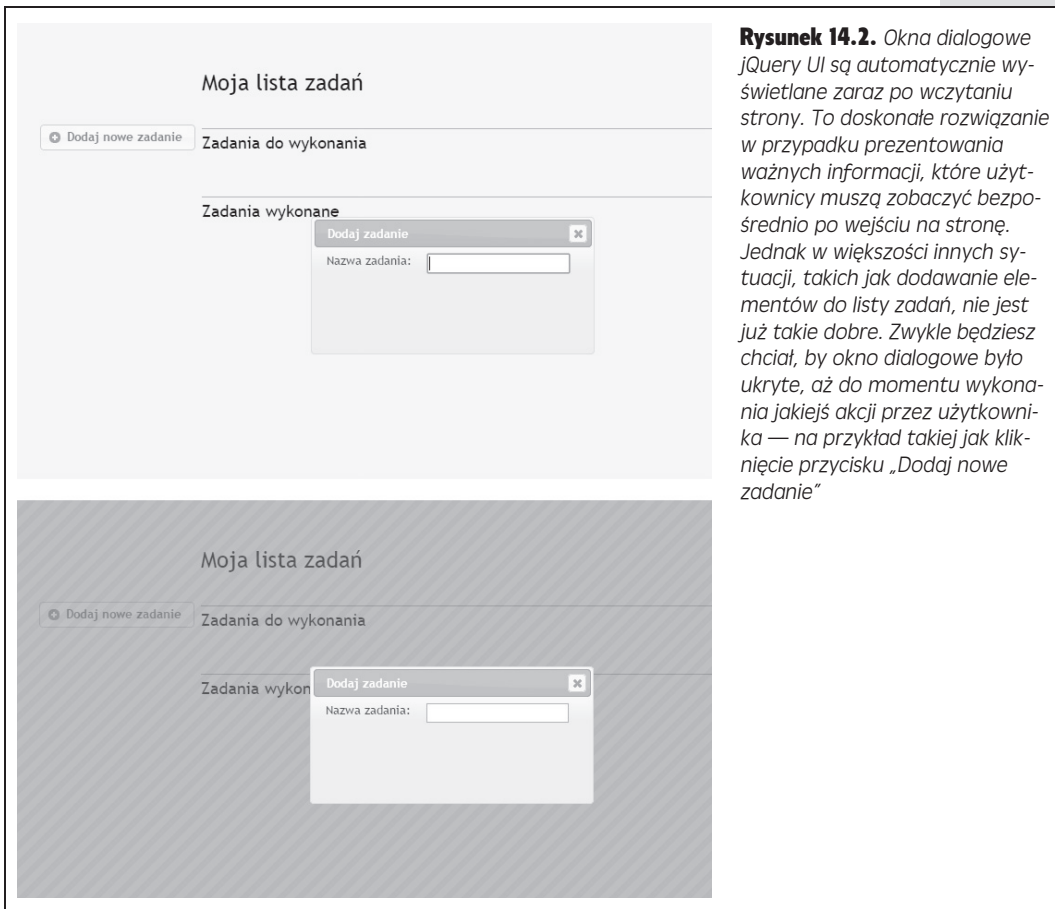 Moja lista zadań
Dodaj nowe zadanie
Zadania do wykonania
Zadania wykonane
Dodaj zadanie
Nazwa zadania:
Moja lista zadań
Dodaj nowe zadanie
Zadania do wykonania
Zadania wykon
Dodaj zadanie
Nazwa zadania:
Rysunek 14.2. Okna dialogowe
jQuery UI są automatycznie wy-
świetlane zaraz po wczytaniu
strony. To doskonałe rozwiązanie
w przypadku prezentowania
ważnych informacji, które użyt-
kownicy muszą zobaczyć bezpo-
średnio po wejściu na stronę.
Jednak w większości innych sy-
tuacji, takich jak dodawanie ele-
mentów do listy zadań, nie jest
już takie dobre. Zwykle będziesz
chciał, by okno dialogowe było
ukryte, aż do momentu wykona-
nia jakiejś akcji przez użytkowni-
ka — na przykład takiej jak klik-
nięcie przycisku „Dodaj nowe
zadanie”